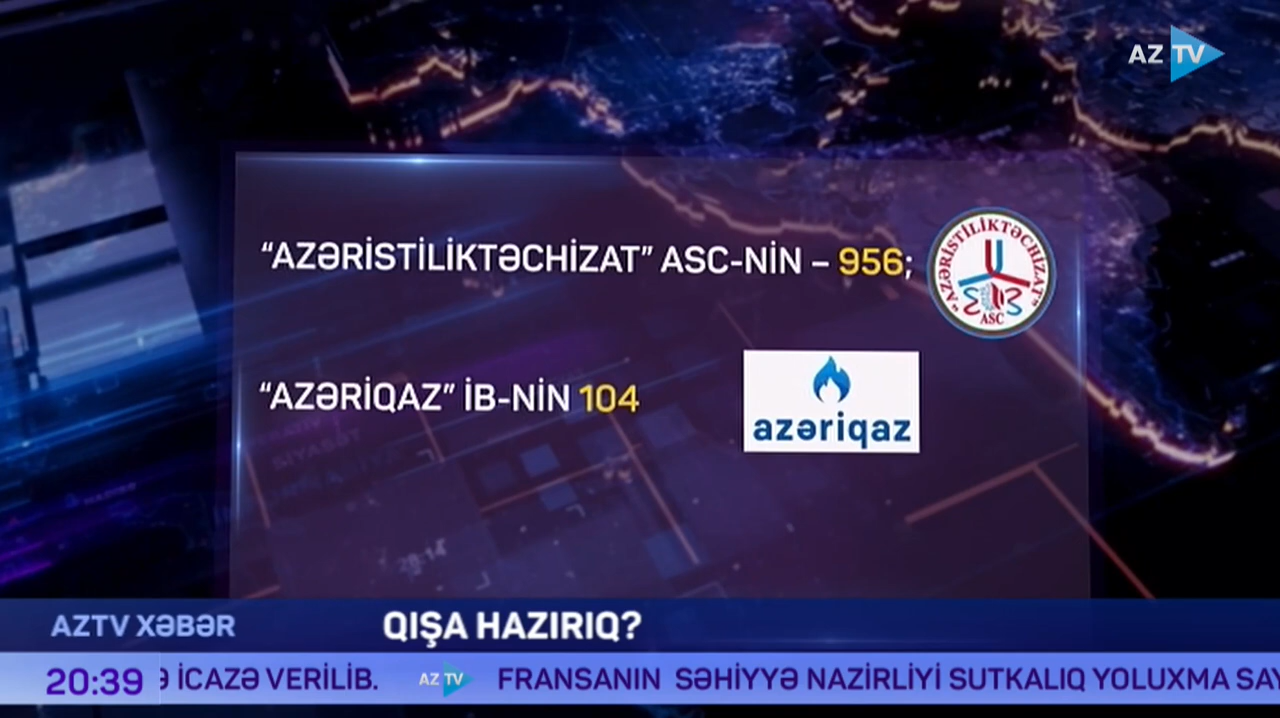 AZ TV
“AZƏRİSTİLİKTƏCHİZAT” ASC-NİN – 956;
“AZƏRİSTİLİKTƏCHİZAT” ASC
“AZƏRİQAZ” İB-NİN 104
azəriqaz
AZTV XƏBƏR
QIŞA HAZIRIQ?
20:39 Ə İCAZƏ VERİLİB. AZ TV FRANSANIN SƏHİYYƏ NAZİRLİYİ SUTKALIQ YOLUXMA SAY